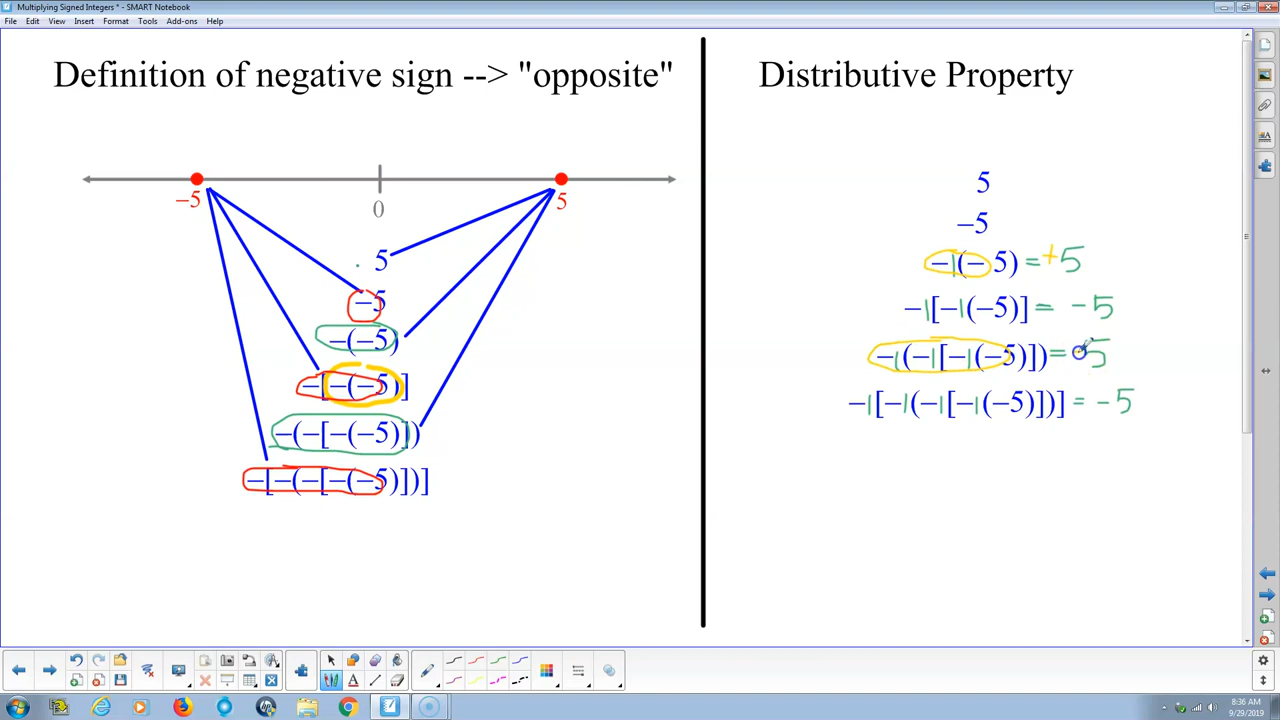 Multiplying Signed Integers * - SMART Notebook
File Edit View Insert Format Tools Add-ons Help
Definition of negative sign --> "opposite"
−5
0
5
5
−5
−(−5)
−[−(−5)]
−(−[−(−5)])
−[−(−[−(−5)])]
Distributive Property
5
−5
−1(−5) = +5
−1[−1(−5)] = −5
−1(−1[−1(−5)]) = 5
−1[−1(−1[−1(−5)])] = −5
8:36 AM
9/29/2019